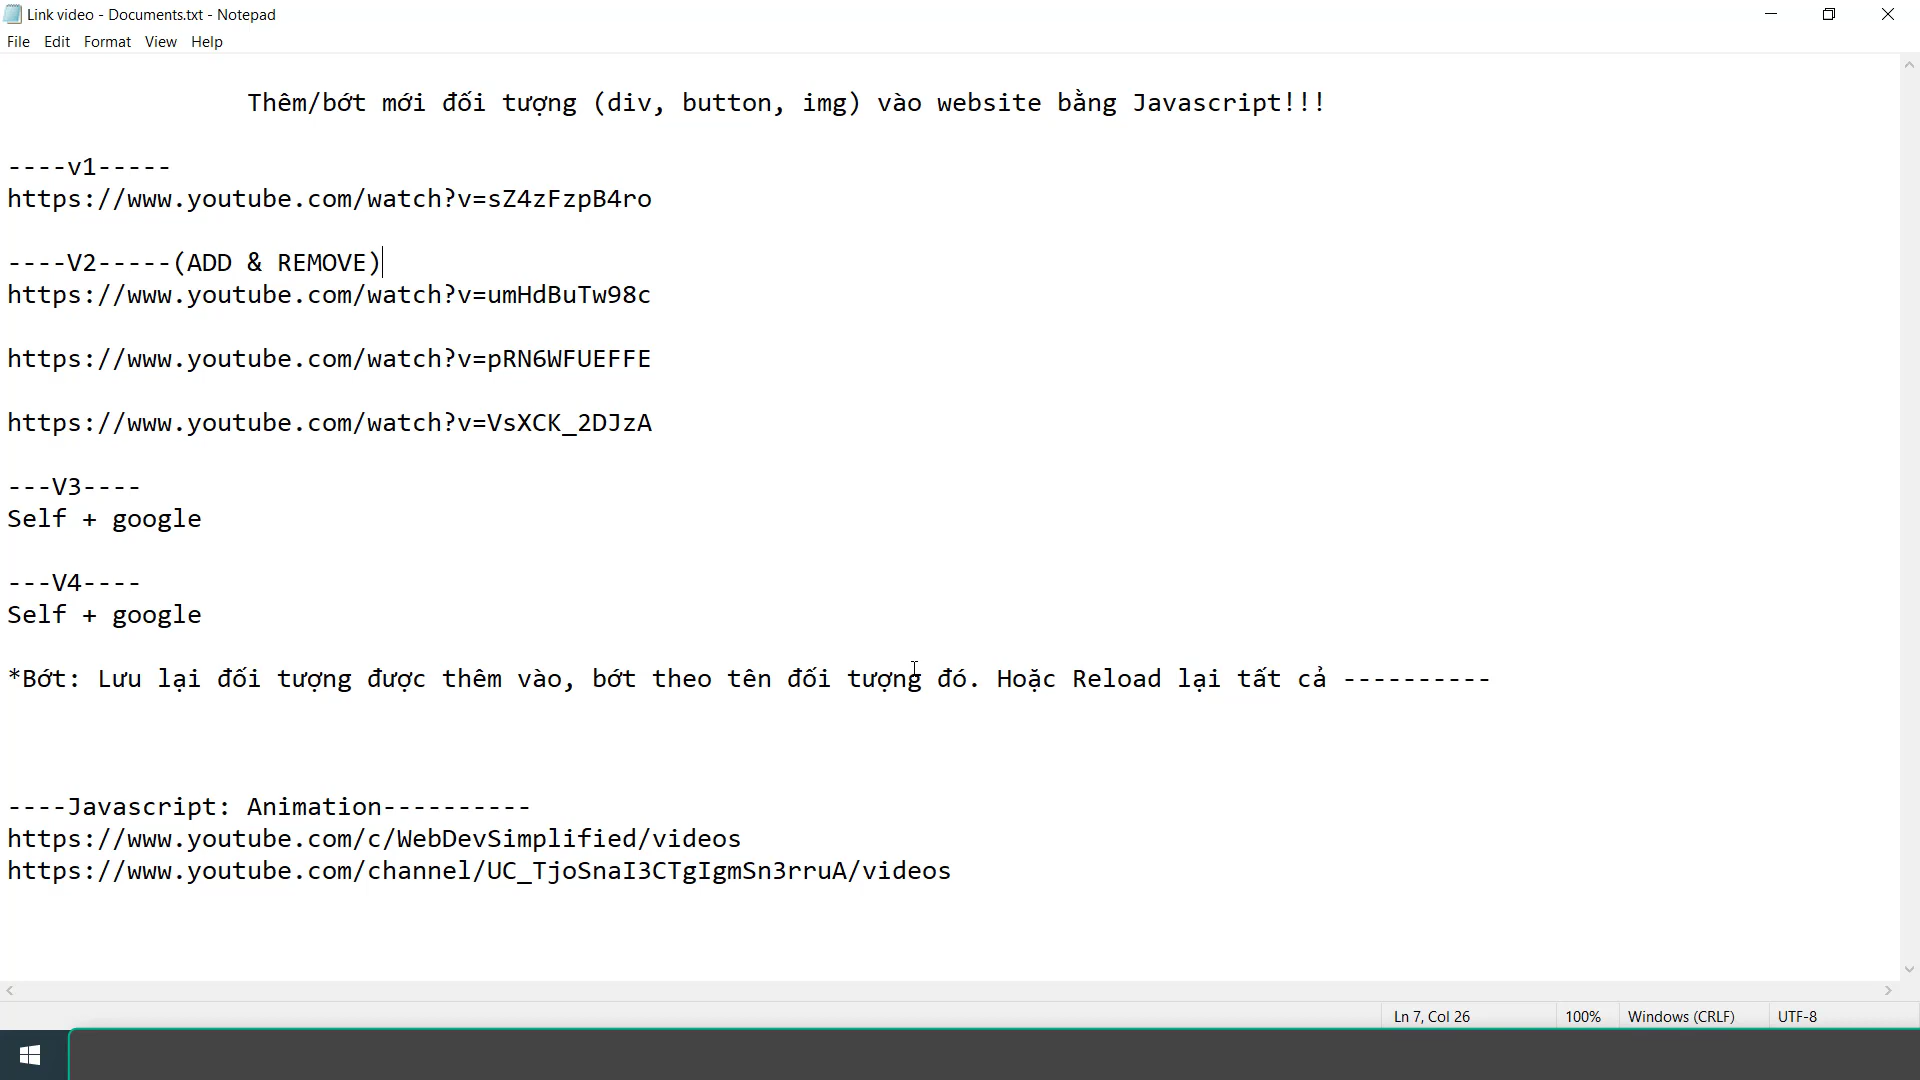 Link video - Documents.txt - Notepad
File Edit Format View Help
Thêm/bớt mới đối tượng (div, button, img) vào website bằng Javascript!!!
----v1-----
https://www.youtube.com/watch?v=sZ4zFzpB4ro
----V2-----(ADD & REMOVE)
https://www.youtube.com/watch?v=umHdBuTw98c
https://www.youtube.com/watch?v=pRN6WFUEFFE
https://www.youtube.com/watch?v=VsXCK_2DJzA
---V3----
Self + google
---V4----
Self + google
*Bớt: Lưu lại đối tượng được thêm vào, bớt theo tên đối tượng đó. Hoặc Reload lại tất cả ----------
----Javascript: Animation----------
https://www.youtube.com/c/WebDevSimplified/videos
https://www.youtube.com/channel/UC_TjoSnaI3CTgIgmSn3rruA/videos
Ln 7, Col 26 100% Windows (CRLF) UTF-8